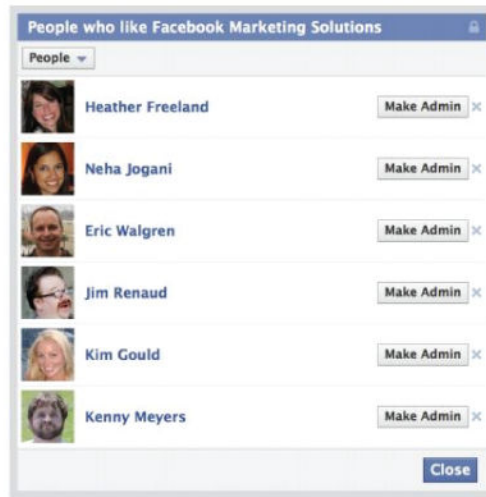 People who like Facebook Marketing Solutions
People
Heather Freeland Make Admin
Neha Jogani Make Admin
Eric Walgren Make Admin
Jim Renaud Make Admin
Kim Gould Make Admin
Kenny Meyers Make Admin
Close